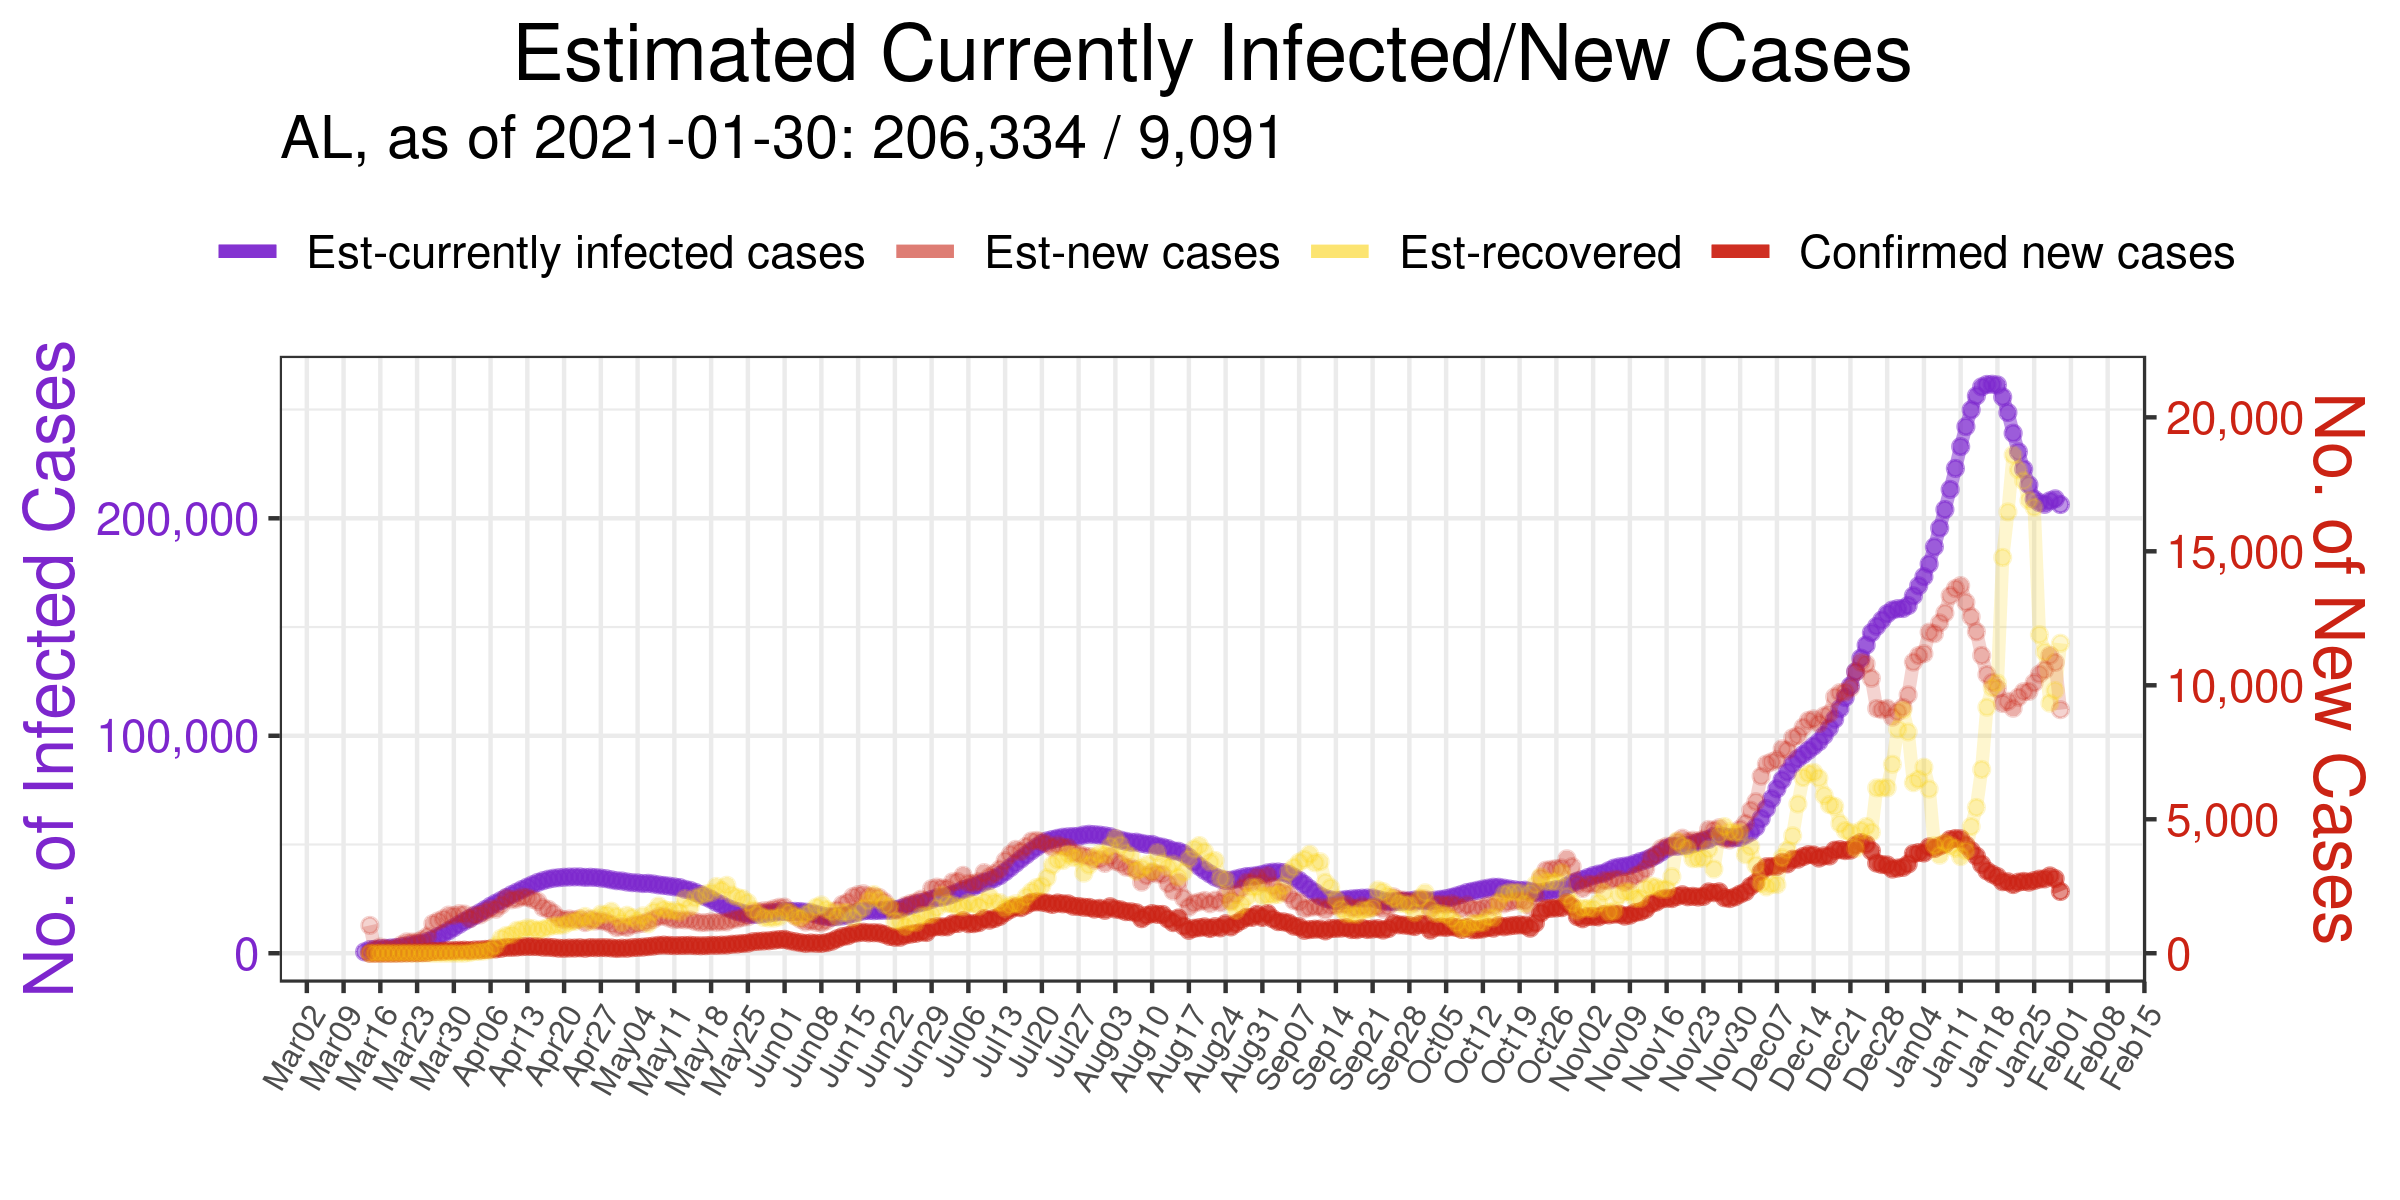 Estimated Currently Infected/New Cases
AL, as of 2021-01-30: 206,334 / 9,091
Est-currently infected cases Est-new cases Est-recovered Confirmed new cases
No. of Infected Cases
200,000
100,000
0
20,000
15,000
10,000
5,000
0
No. of New Cases
Mar02 Mar09 Mar16 Mar23 Mar30 Apr06 Apr13 Apr20 Apr27 May04 May11 May18 May25 Jun01 Jun08 Jun15 Jun22 Jun29 Jul06 Jul13 Jul20 Jul27 Aug03 Aug10 Aug17 Aug24 Aug31 Sep07 Sep14 Sep21 Sep28 Oct05 Oct12 Oct19 Oct26 Nov02 Nov09 Nov16 Nov23 Nov30 Dec07 Dec14 Dec21 Dec28 Jan04 Jan11 Jan18 Jan25 Feb01 Feb08 Feb15